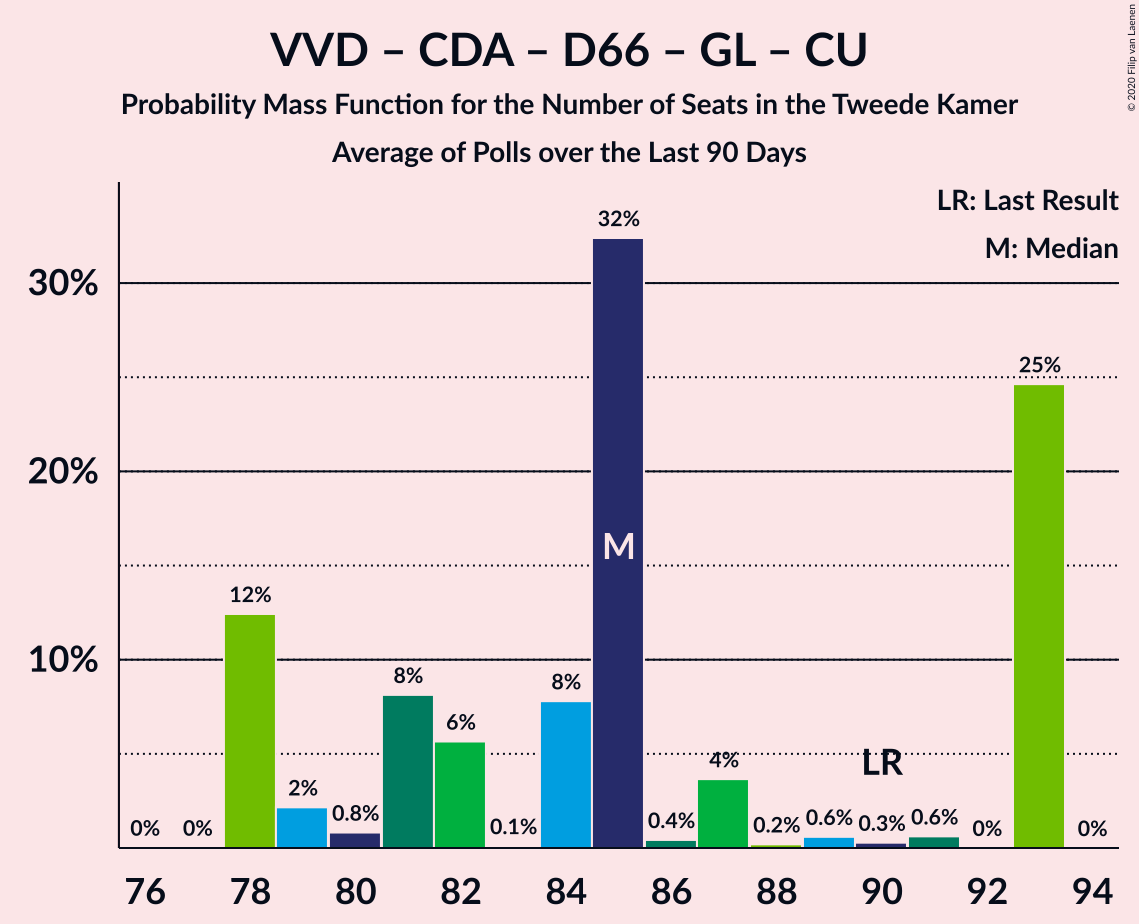 VVD – CDA – D66 – GL – CU
Probability Mass Function for the Number of Seats in the Tweede Kamer
Average of Polls over the Last 90 Days
© 2020 Filip van Laenen
LR: Last Result
M: Median
30%
20%
10%
0%
0%
12%
2%
0.8%
8%
6%
0.1%
8%
32%
0.4%
4%
0.2%
0.6%
0.3%
0.6%
0%
25%
0%
M
LR
76 78 80 82 84 86 88 90 92 94